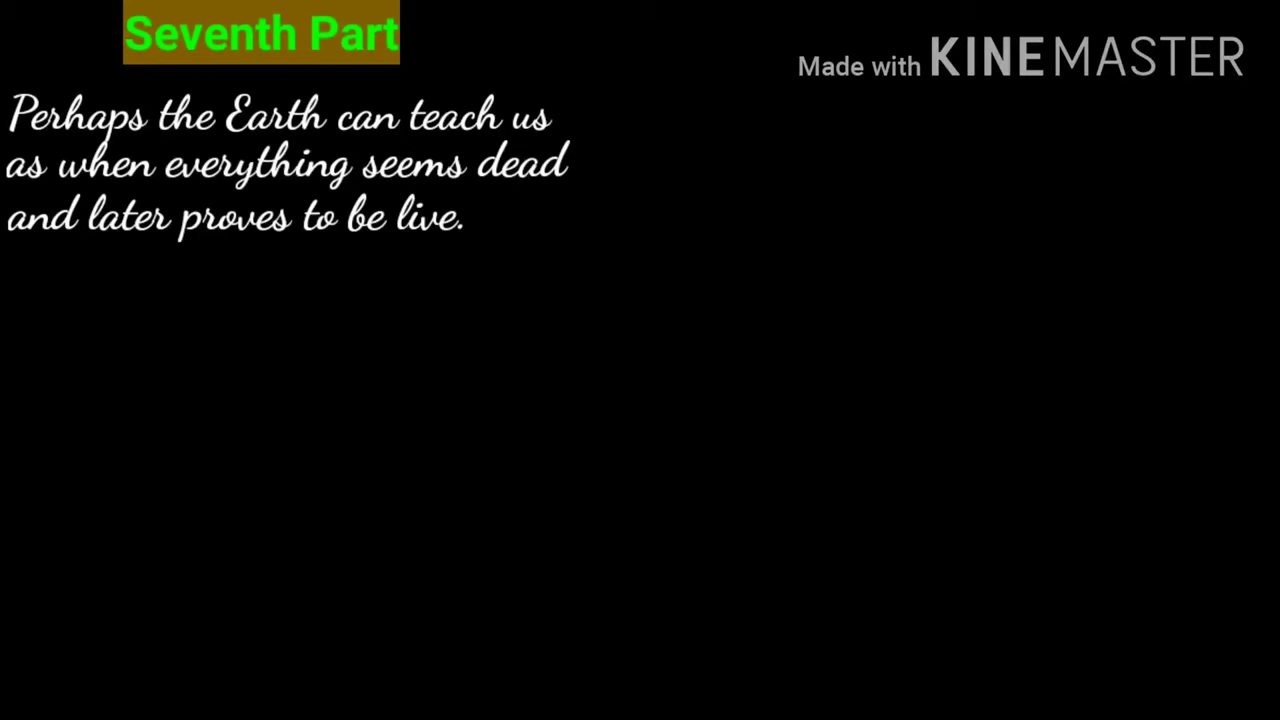 Seventh Part
Made with KINEMASTER
Perhaps the Earth can teach us
as when everything seems dead
and later proves to be live.